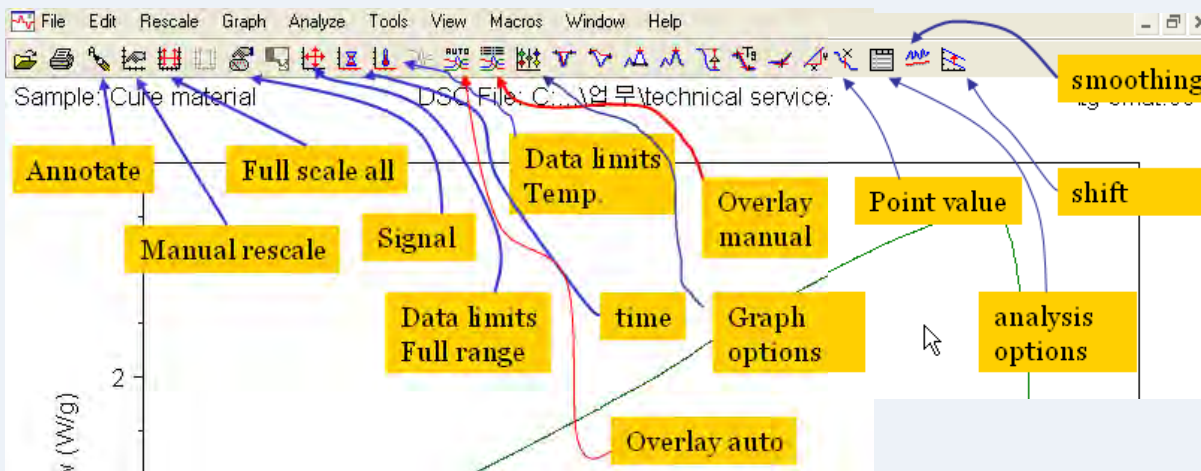 File Edit Rescale Graph Analyze Tools View Macros Window Help
AUTO
Tg
Sample: Cure material DSC File: C:...\업무\technical service.
smoothing
Annotate
Full scale all
Data limits
Temp.
Overlay
manual
Point value
shift
Manual rescale
Signal
Data limits
Full range
time
Graph
options
analysis
options
2
(W/g)
Overlay auto